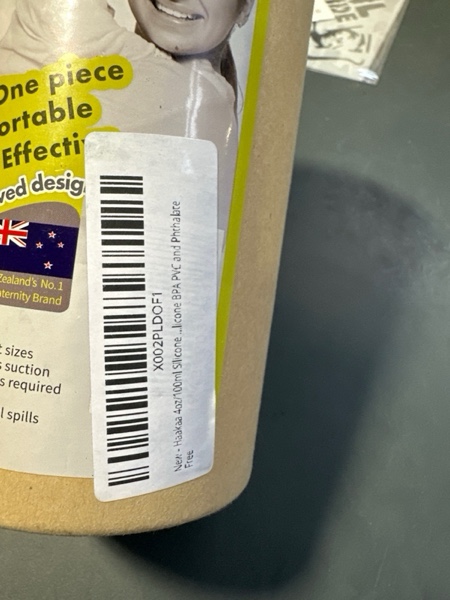 One piece
ortable
Effecti
ved desig
Zealand's No.1
aternity Brand
t sizes
s suction
s required
l spills
X002PLDOF1
New - Haakaa 4oz/100ml Silicone ...licone BPA PVC and Phthalate
Free